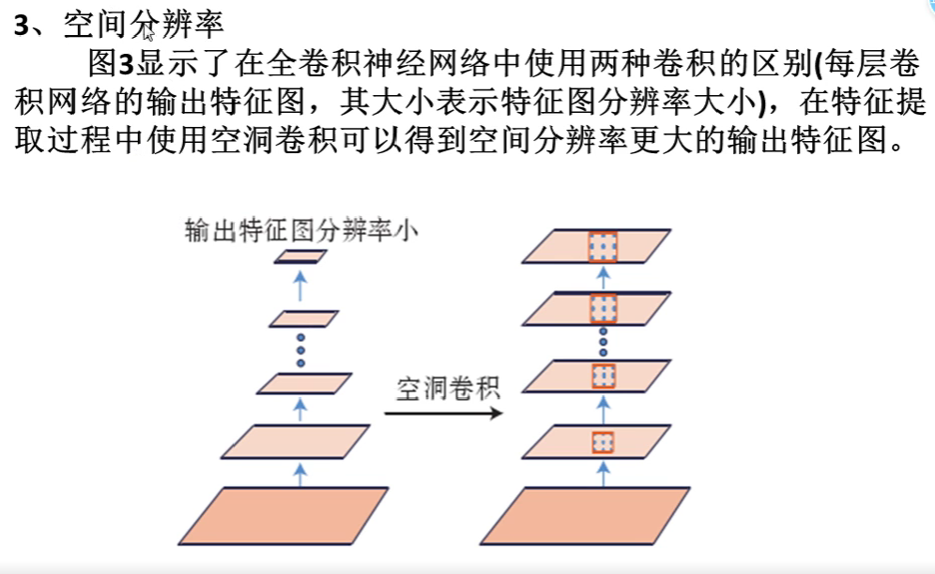 3、空间分辨率
图3显示了在全卷积神经网络中使用两种卷积的区别(每层卷
积网络的输出特征图，其大小表示特征图分辨率大小)，在特征提
取过程中使用空洞卷积可以得到空间分辨率更大的输出特征图。
输出特征图分辨率小
空洞卷积